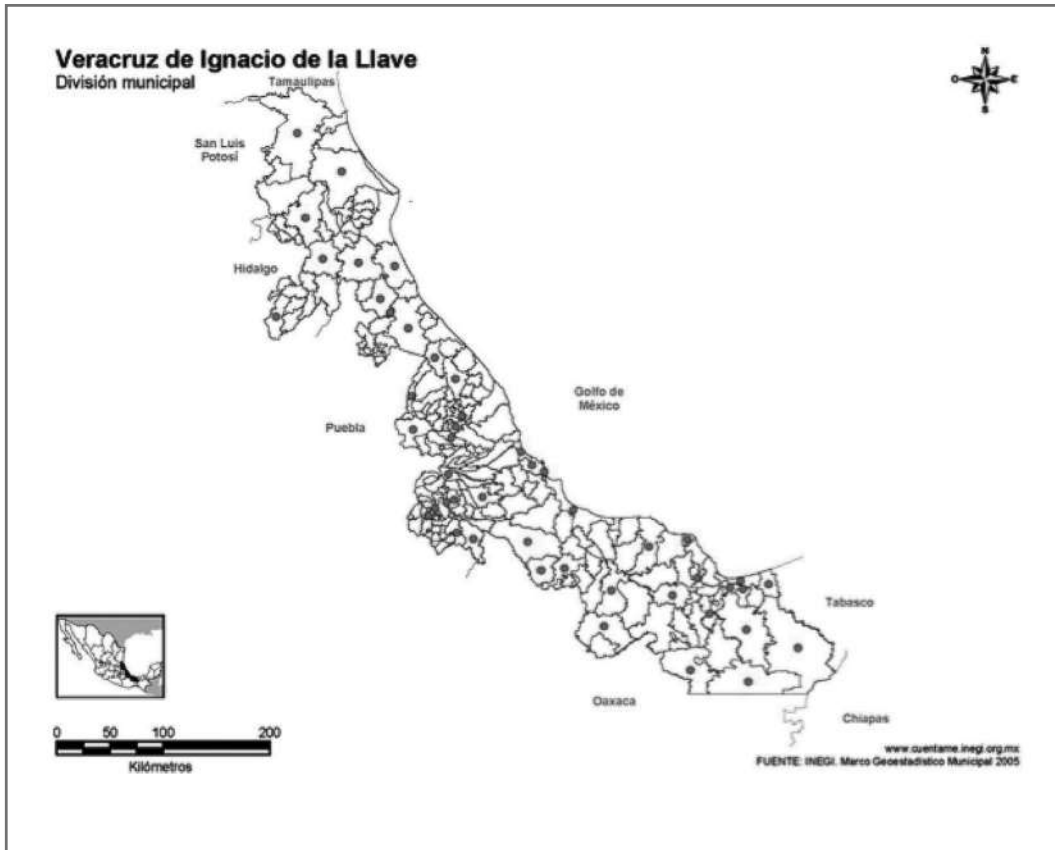 Veracruz de Ignacio de la Llave
División municipal
Tamaulipas
N
O
E
S
San Luis
Potosí
Hidalgo
Golfo de
México
Puebla
Tabasco
Oaxaca
Chiapas
0 50 100 200
Kilómetros
www.cuentame.inegi.org.mx
FUENTE: INEGI. Marco Geoestadístico Municipal 2005